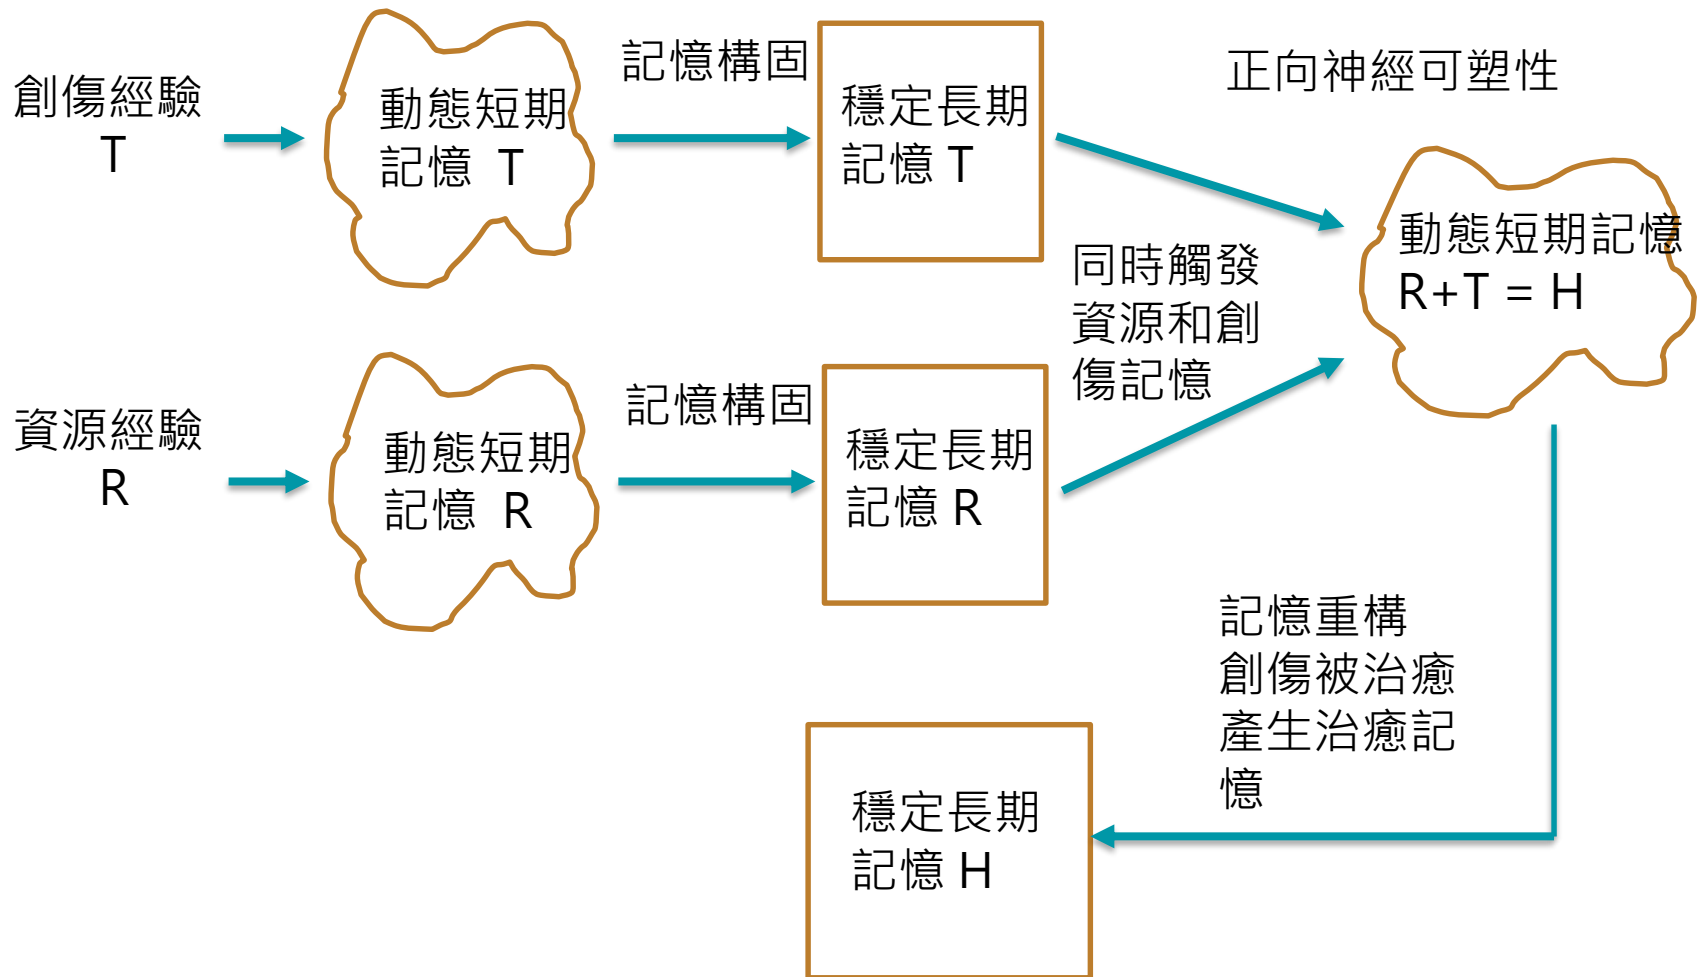 創傷經驗
T
動態短期
記憶 T
記憶構固
穩定長期
記憶 T
正向神經可塑性
同時觸發
資源和創
傷記憶
動態短期記憶
R+T = H
資源經驗
R
動態短期
記憶 R
記憶構固
穩定長期
記憶 R
記憶重構
創傷被治癒
產生治癒記
憶
穩定長期
記憶 H